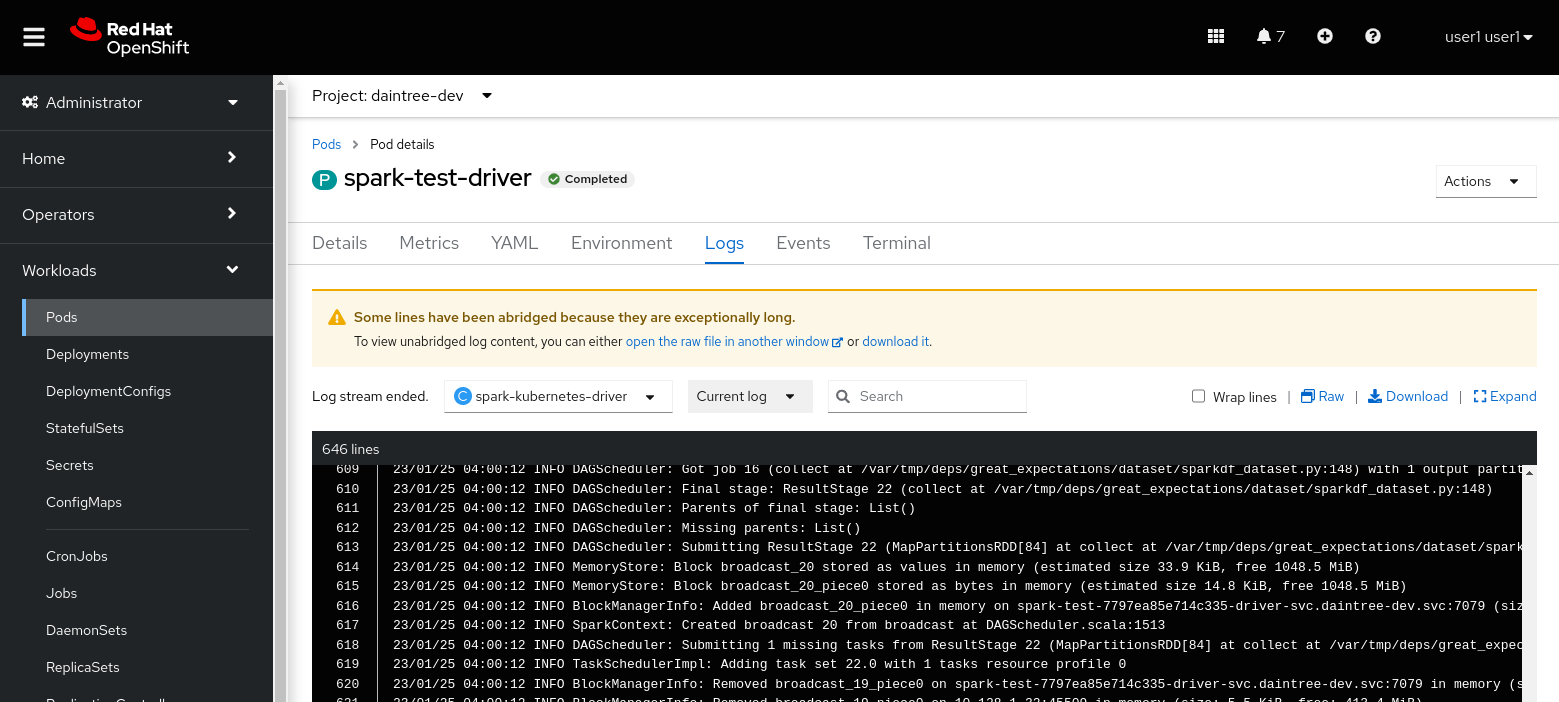 Red Hat
OpenShift
7
user1 user1
Administrator
Home
Operators
Workloads
Pods
Deployments
DeploymentConfigs
StatefulSets
Secrets
ConfigMaps
CronJobs
Jobs
DaemonSets
ReplicaSets
Project: daintree-dev
Pods > Pod details
P spark-test-driver Completed
Actions
Details Metrics YAML Environment Logs Events Terminal
Some lines have been abridged because they are exceptionally long.
To view unabridged log content, you can either open the raw file in another window or download it.
Log stream ended. C spark-kubernetes-driver Current log Search Wrap lines | Raw | Download | Expand
646 lines
609 23/01/25 04:00:12 INFO DAGScheduler: Got job 16 (collect at /var/tmp/deps/great_expectations/dataset/sparkdf_dataset.py:148) with 1 output partit
610 23/01/25 04:00:12 INFO DAGScheduler: Final stage: ResultStage 22 (collect at /var/tmp/deps/great_expectations/dataset/sparkdf_dataset.py:148)
611 23/01/25 04:00:12 INFO DAGScheduler: Parents of final stage: List()
612 23/01/25 04:00:12 INFO DAGScheduler: Missing parents: List()
613 23/01/25 04:00:12 INFO DAGScheduler: Submitting ResultStage 22 (MapPartitionsRDD[84] at collect at /var/tmp/deps/great_expectations/dataset/spark
614 23/01/25 04:00:12 INFO MemoryStore: Block broadcast_20 stored as values in memory (estimated size 33.9 KiB, free 1048.5 MiB)
615 23/01/25 04:00:12 INFO MemoryStore: Block broadcast_20_piece0 stored as bytes in memory (estimated size 14.8 KiB, free 1048.5 MiB)
616 23/01/25 04:00:12 INFO BlockManagerInfo: Added broadcast_20_piece0 in memory on spark-test-7797ea85e714c335-driver-svc.daintree-dev.svc:7079 (siz
617 23/01/25 04:00:12 INFO SparkContext: Created broadcast 20 from broadcast at DAGScheduler.scala:1513
618 23/01/25 04:00:12 INFO DAGScheduler: Submitting 1 missing tasks from ResultStage 22 (MapPartitionsRDD[84] at collect at /var/tmp/deps/great_expec
619 23/01/25 04:00:12 INFO TaskSchedulerImpl: Adding task set 22.0 with 1 tasks resource profile 0
620 23/01/25 04:00:12 INFO BlockManagerInfo: Removed broadcast_19_piece0 on spark-test-7797ea85e714c335-driver-svc.daintree-dev.svc:7079 in memory (s